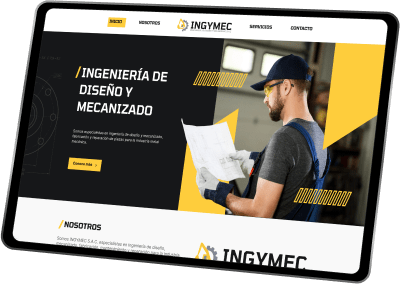 INICIO
NOSOTROS
INGYMEC
SERVICIOS
CONTACTO
INGENIERÍA DE
DISEÑO Y
MECANIZADO
Somos especialistas en ingeniería de diseño y mecanizado,
fabricación y reparación de piezas para la industria metal
mecánica.
Conoce más
NOSOTROS
Somos INGYMEC S.A.C. especialistas en ingeniería de diseño,
INGYMEC